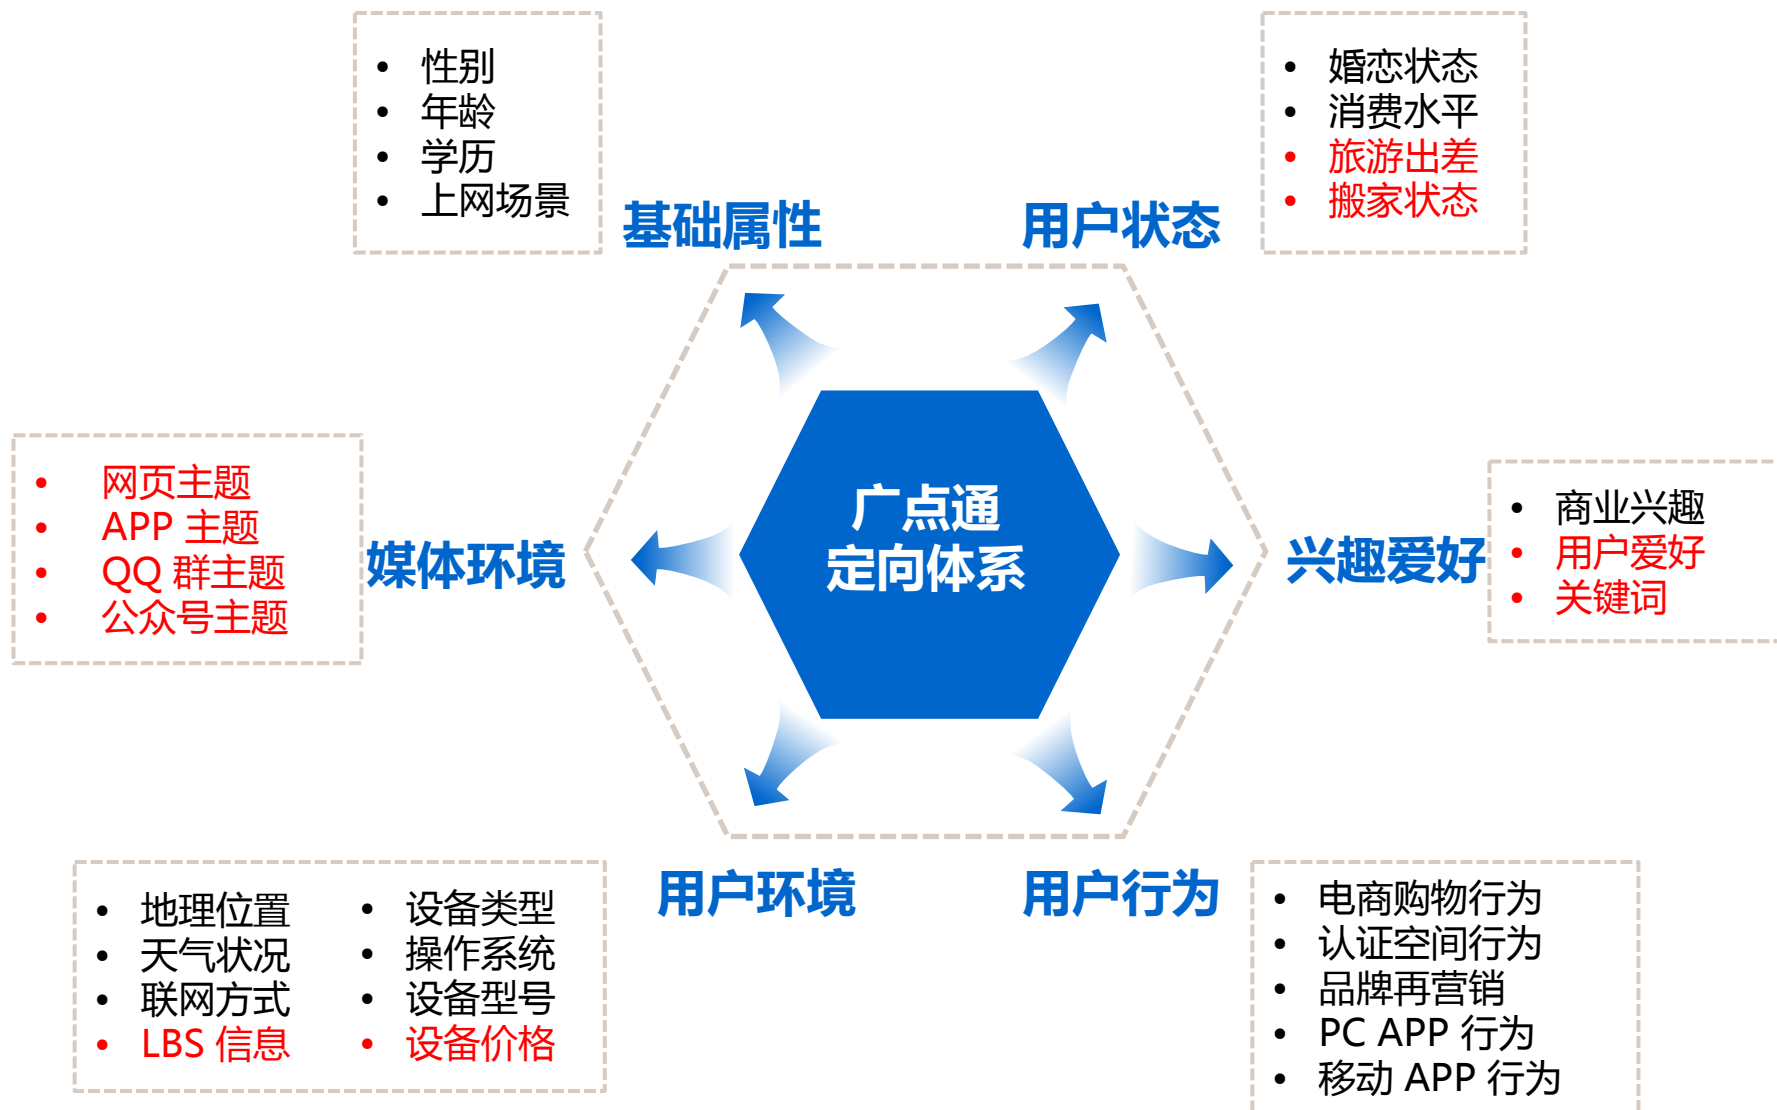 性别
年龄
学历
上网场景
基础属性
用户状态
婚恋状态
消费水平
旅游出差
搬家状态
网页主题
APP 主题
QQ 群主题
公众号主题
媒体环境
广点通
定向体系
兴趣爱好
商业兴趣
用户爱好
关键词
用户环境
用户行为
地理位置
天气状况
联网方式
LBS 信息
设备类型
操作系统
设备型号
设备价格
电商购物行为
认证空间行为
品牌再营销
PC APP 行为
移动 APP 行为